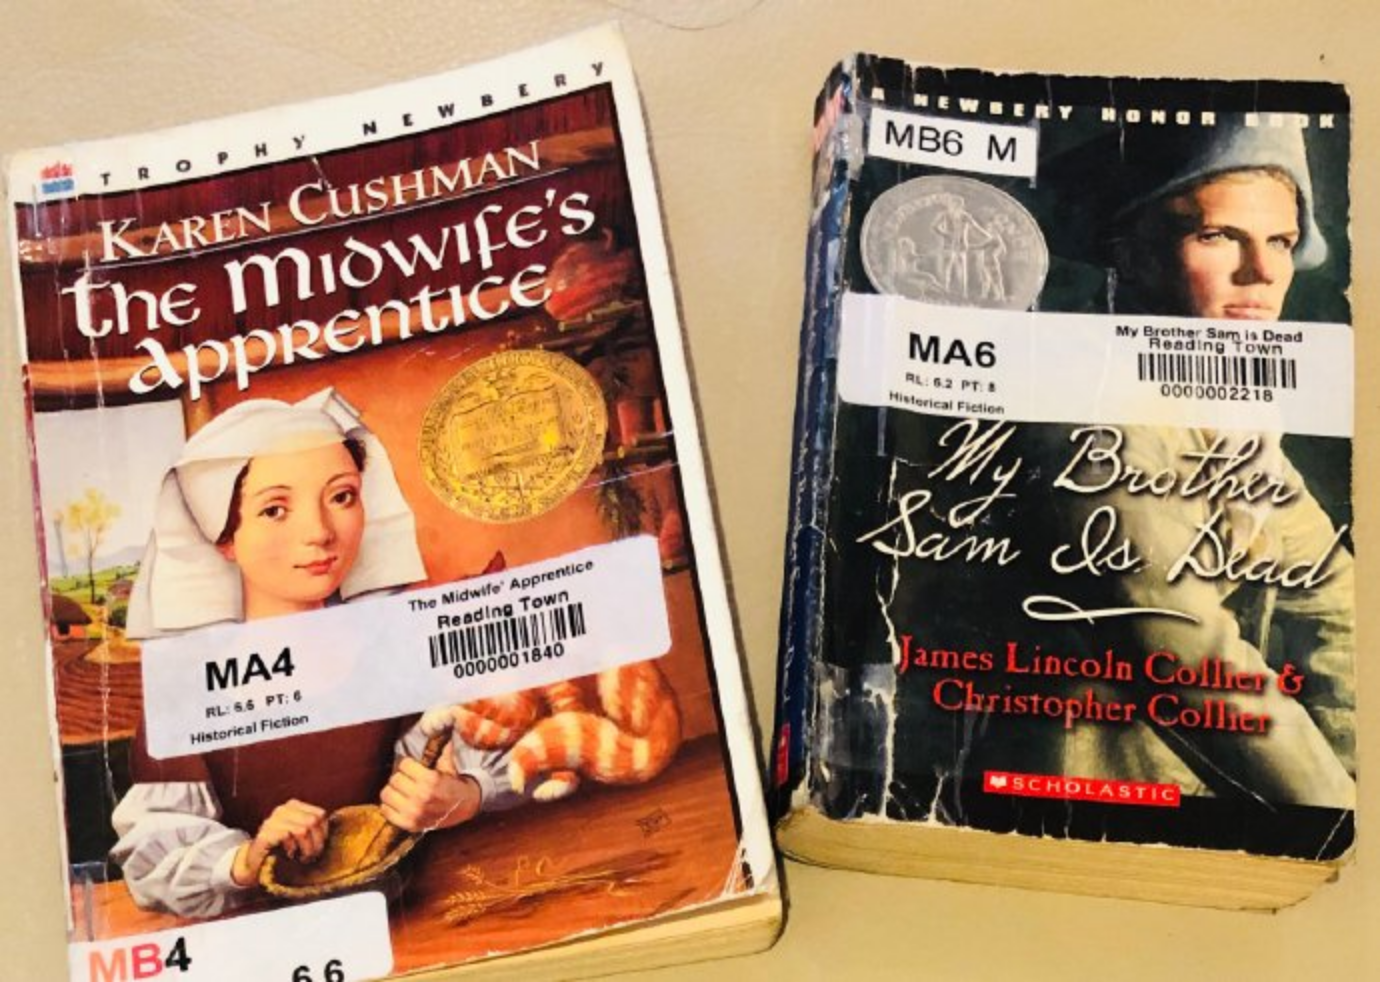 TROPHY NEWBERY
KAREN CUSHMAN
the Midwife's
apprentice
The Midwife' Apprentice
Reading Town
0000001840
MA4
RL: 6.6 PT: 6
Historical Fiction
MB4
6.6
A NEWBERY HONOR BOOK
MB6 M
MA6
RL: 6.2 PT: 8
Historical Fiction
My Brother Sam is Dead
Reading Town
0000002218
My Brother
Sam Is Dead
James Lincoln Collier &
Christopher Collier
SCHOLASTIC